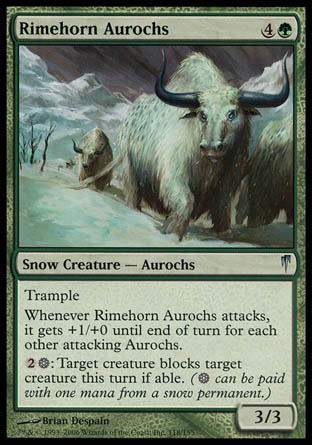 Rimehorn Aurochs 4
Snow Creature — Aurochs
Trample
Whenever Rimehorn Aurochs attacks,
it gets +1/+0 until end of turn for each
other attacking Aurochs.
2 : Target creature blocks target
creature this turn if able. ( can be paid
with one mana from a snow permanent.)
Brian Despain
3/3